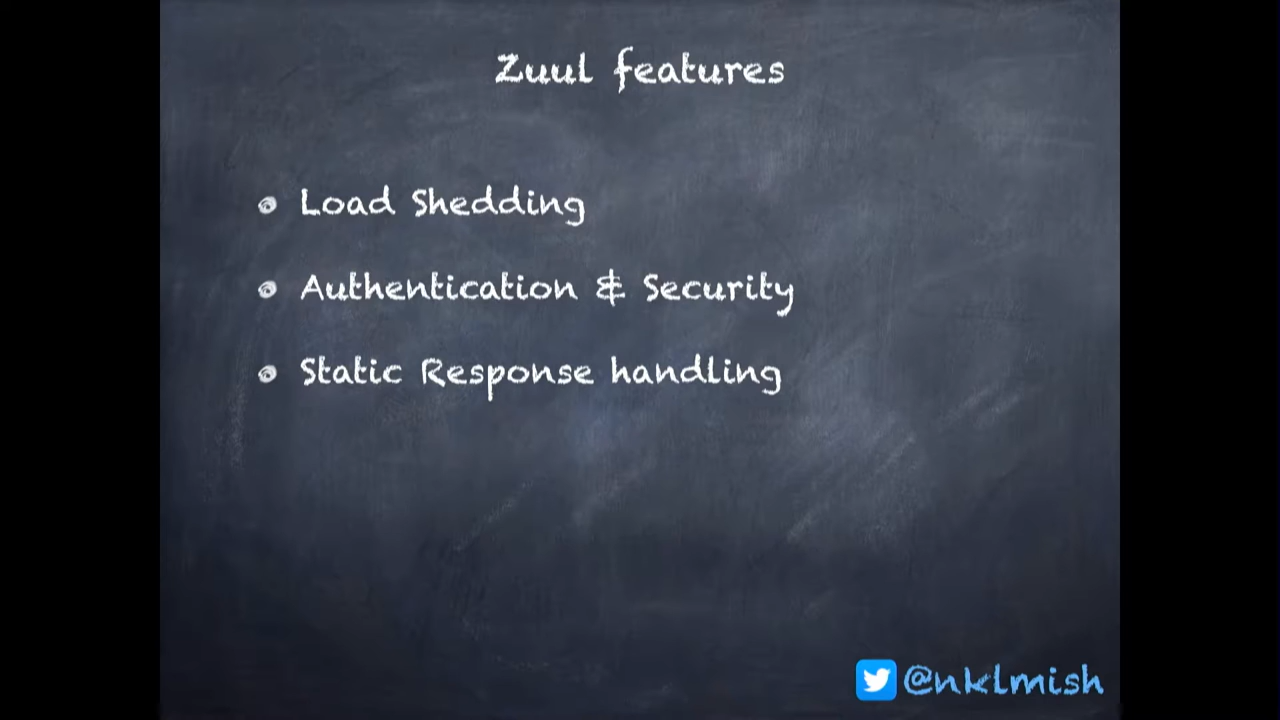 Zuul features
Load Shedding
Authentication & Security
Static Response handling
@nklmish